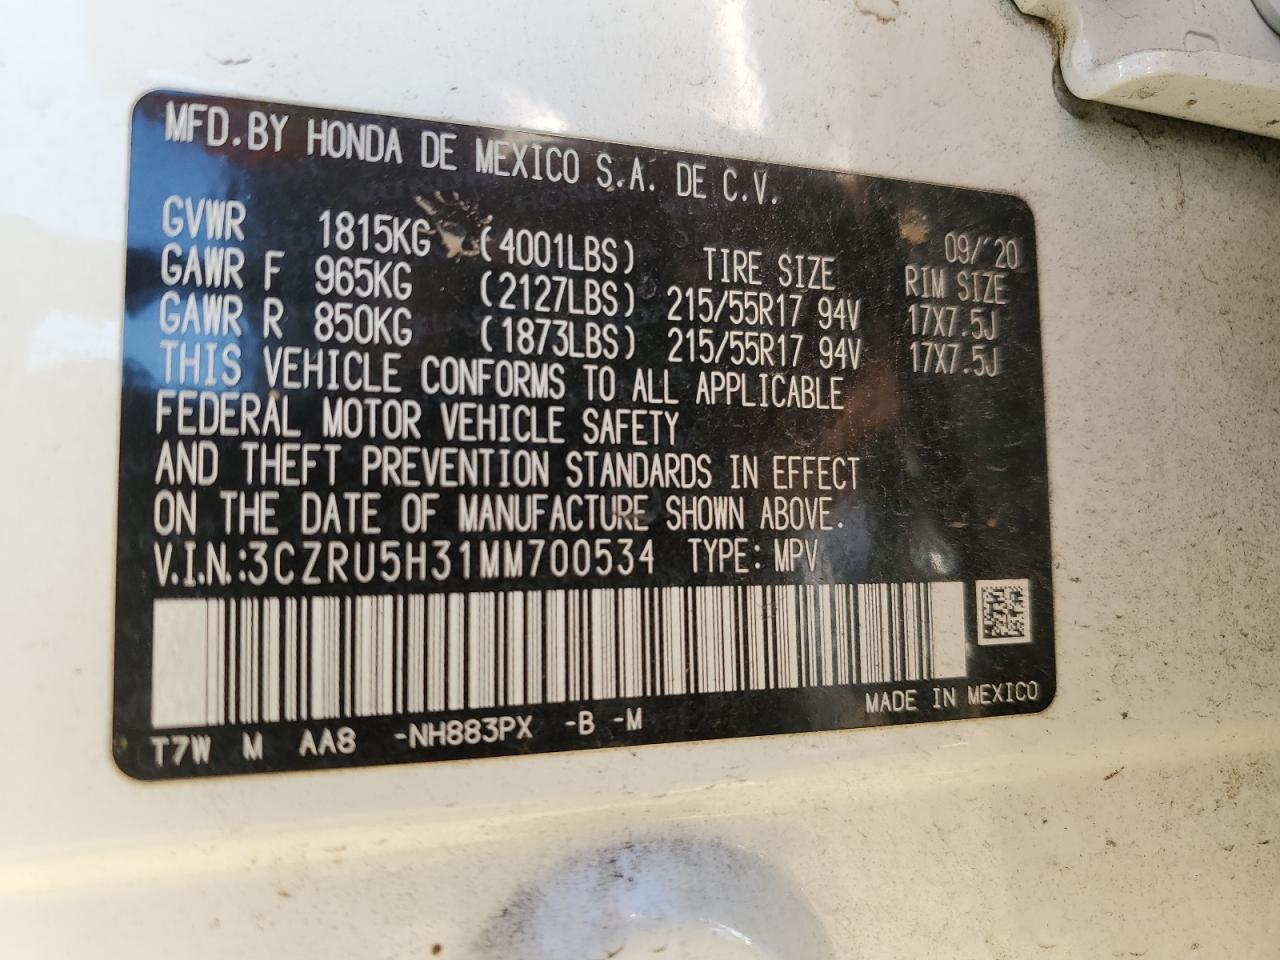 MFD.BY HONDA DE MEXICO S.A. DE C.V.
09/´20
GVWR 1815KG (4001LBS) TIRE SIZE RIM SIZE
GAWR F 965KG (2127LBS) 215/55R17 94V 17X7.5J
GAWR R 850KG (1873LBS) 215/55R17 94V 17X7.5J
THIS VEHICLE CONFORMS TO ALL APPLICABLE
FEDERAL MOTOR VEHICLE SAFETY
AND THEFT PREVENTION STANDARDS IN EFFECT
ON THE DATE OF MANUFACTURE SHOWN ABOVE.
V.I.N.:3CZRU5H31MM700534 TYPE: MPV
MADE IN MEXICO
T7W M AA8 -NH883PX -B -M